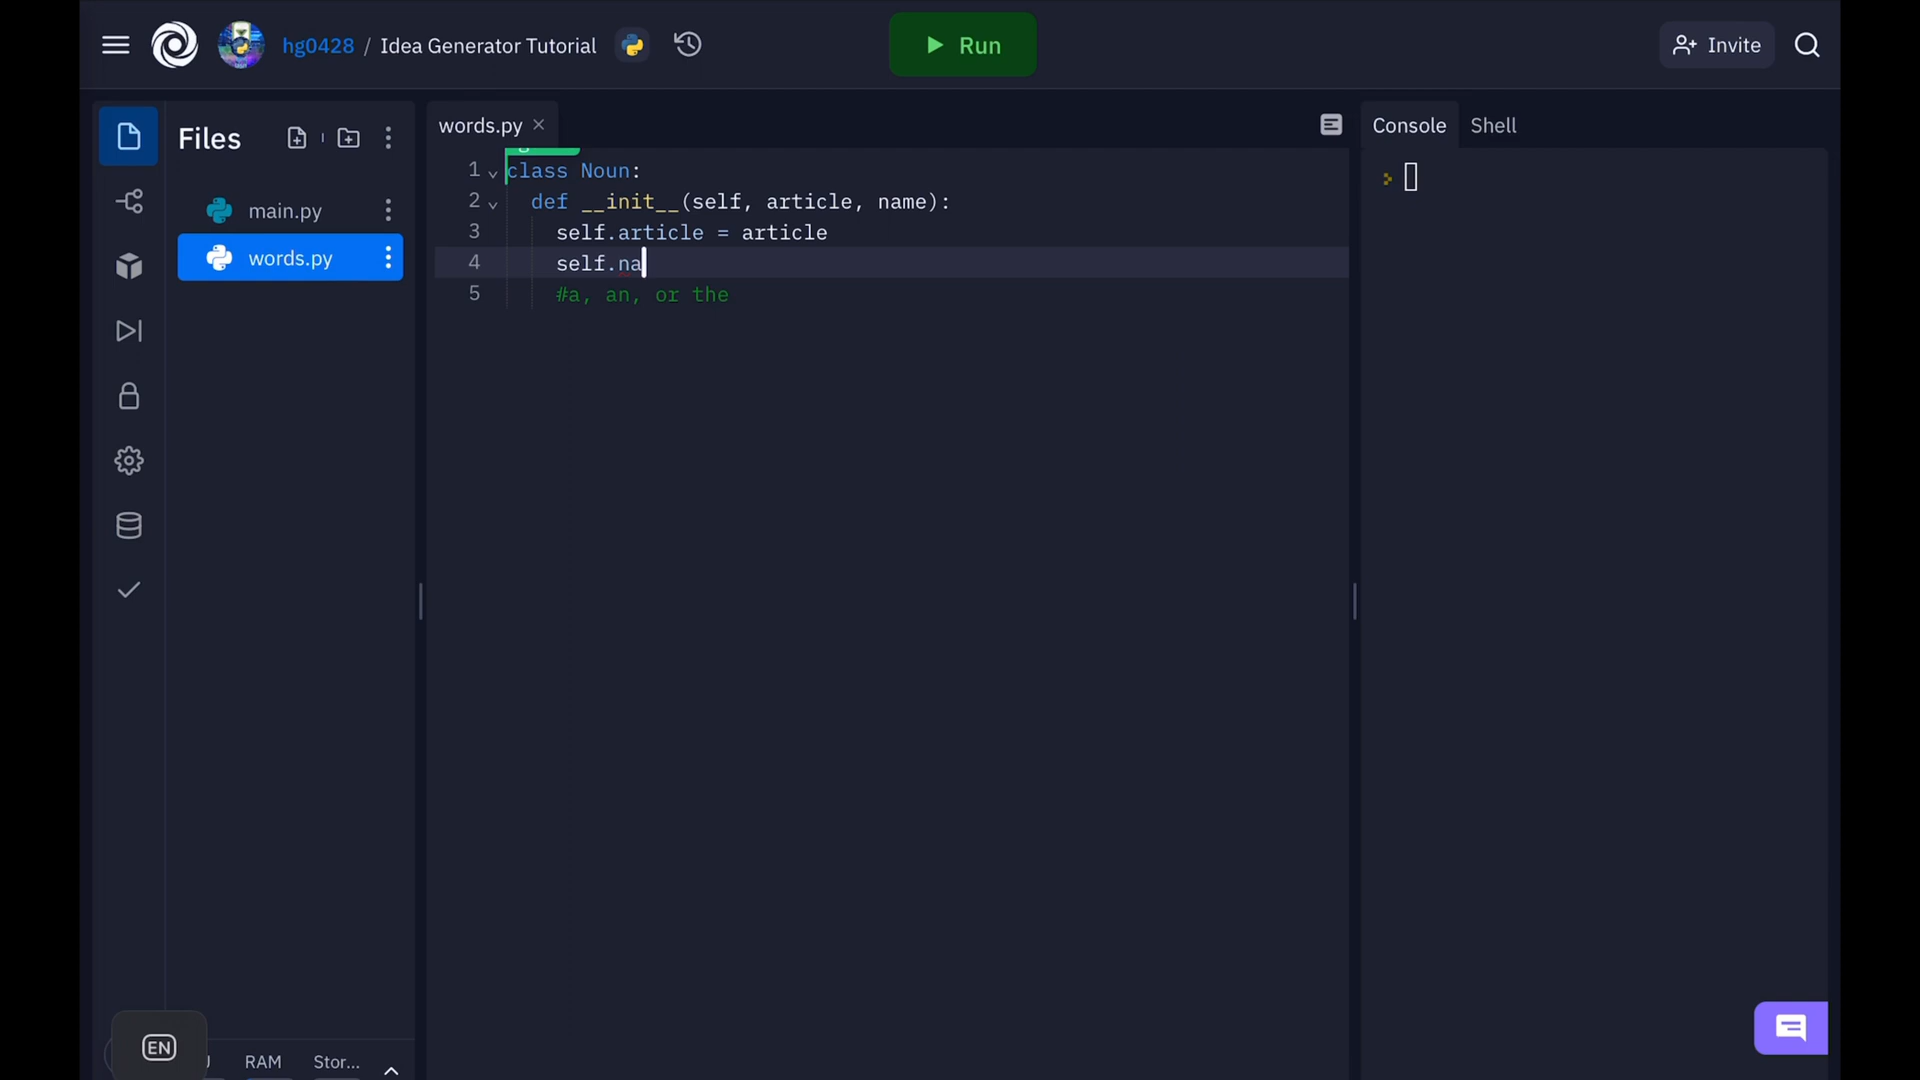 hg0428 / Idea Generator Tutorial
Run
Invite
Files
main.py
words.py
words.py
1 class Noun:
2 def __init__(self, article, name):
3 self.article = article
4 self.na
5 #a, an, or the
Console Shell
EN
RAM Stor...